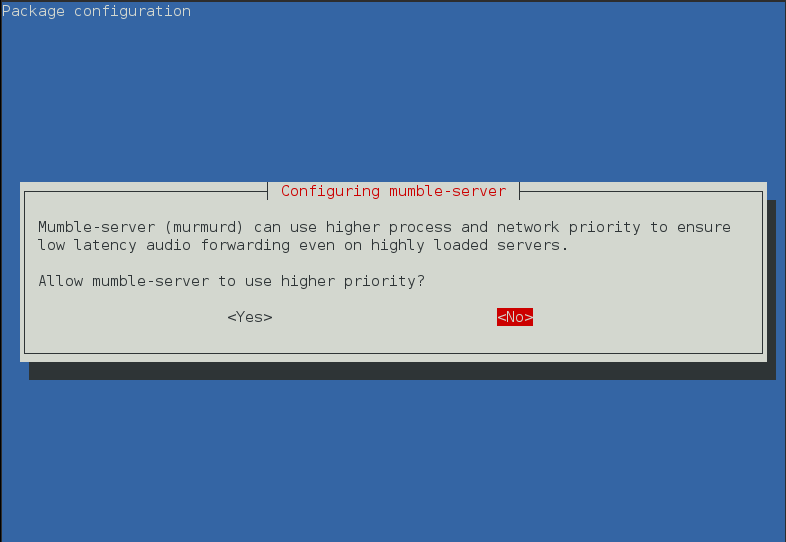 Package configuration
Configuring mumble-server
Mumble-server (murmurd) can use higher process and network priority to ensure
low latency audio forwarding even on highly loaded servers.
Allow mumble-server to use higher priority?
<Yes> <No>